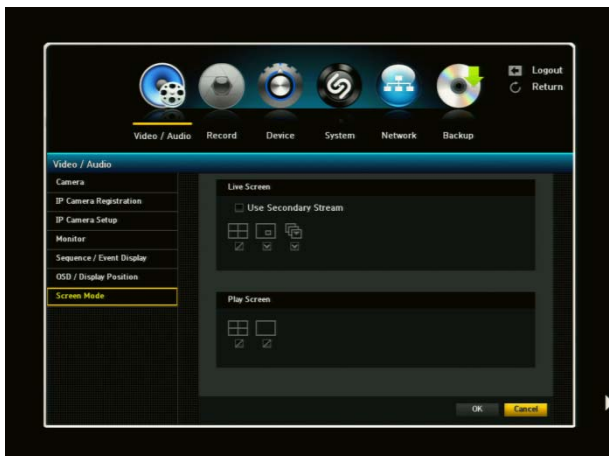 Logout
Return
Video / Audio Record Device System Network Backup
Video / Audio
Camera
IP Camera Registration
IP Camera Setup
Monitor
Sequence / Event Display
OSD / Display Position
Screen Mode
Live Screen
Use Secondary Stream
Play Screen
OK Cancel